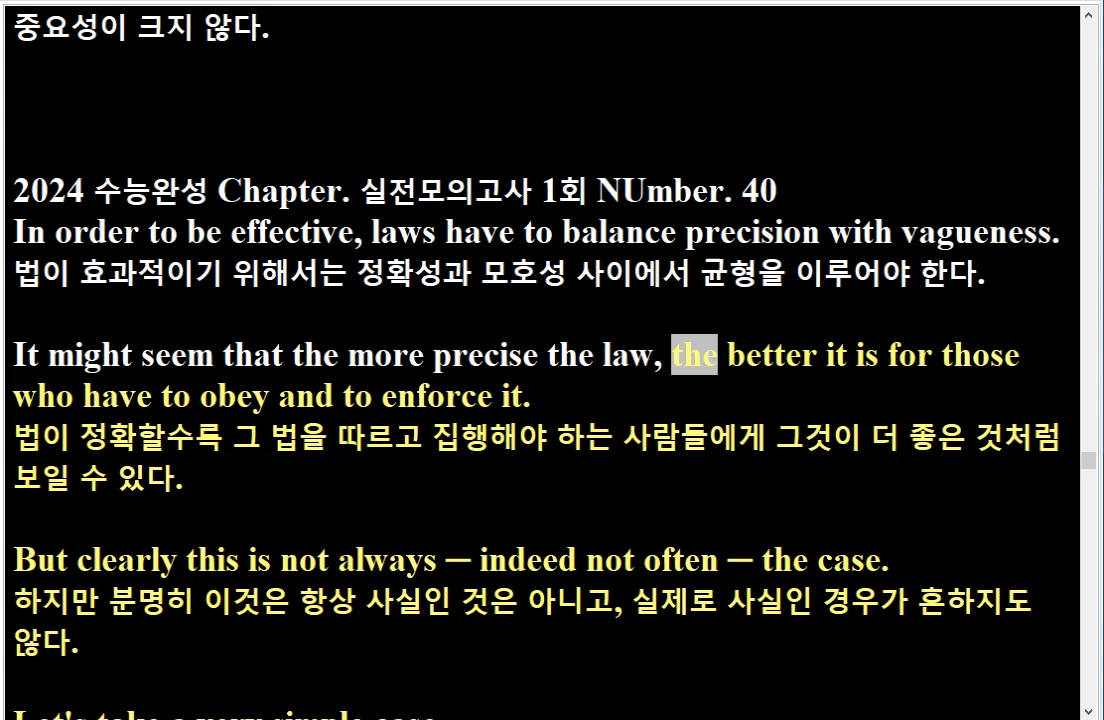 중요성이 크지 않다.
2024 수능완성 Chapter. 실전모의고사 1회 NUmber. 40
In order to be effective, laws have to balance precision with vagueness.
법이 효과적이기 위해서는 정확성과 모호성 사이에서 균형을 이루어야 한다.
It might seem that the more precise the law, the better it is for those
who have to obey and to enforce it.
법이 정확할수록 그 법을 따르고 집행해야 하는 사람들에게 그것이 더 좋은 것처럼
보일 수 있다.
But clearly this is not always ─ indeed not often ─ the case.
하지만 분명히 이것은 항상 사실인 것은 아니고, 실제로 사실인 경우가 흔하지도
않다.
Let's take a very simple case.